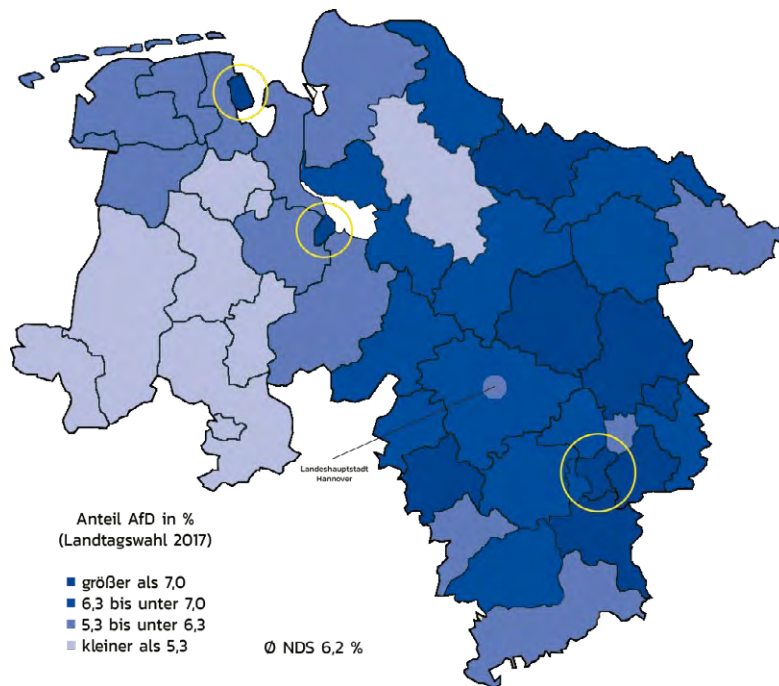 Landeshauptstadt
Hannover
Anteil AfD in %
(Landtagswahl 2017)
größer als 7,0
6,3 bis unter 7,0
5,3 bis unter 6,3
kleiner als 5,3
Ø NDS 6,2 %